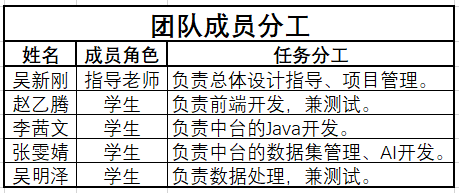 团队成员分工
姓名 成员角色 任务分工
吴新刚 指导老师 负责总体设计指导、项目管理。
赵乙腾 学生 负责前端开发，兼测试。
李茜文 学生 负责中台的Java开发。
张雯婧 学生 负责中台的数据集管理、AI开发。
吴明泽 学生 负责数据处理，兼测试。